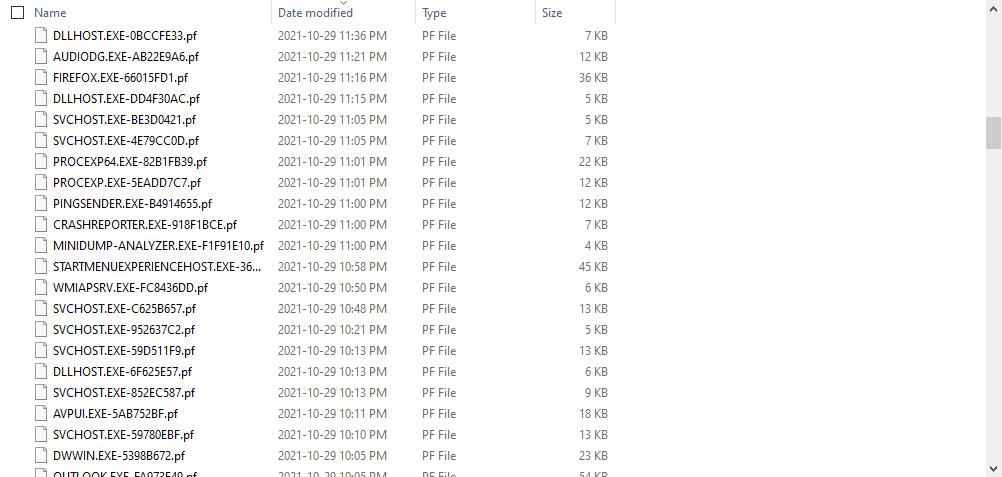 Name Date modified Type Size
DLLHOST.EXE-0BCCFE33.pf 2021-10-29 11:36 PM PF File 7 KB
AUDIODG.EXE-AB22E9A6.pf 2021-10-29 11:21 PM PF File 12 KB
FIREFOX.EXE-66015FD1.pf 2021-10-29 11:16 PM PF File 36 KB
DLLHOST.EXE-DD4F30AC.pf 2021-10-29 11:15 PM PF File 5 KB
SVCHOST.EXE-BE3D0421.pf 2021-10-29 11:05 PM PF File 5 KB
SVCHOST.EXE-4E79CC0D.pf 2021-10-29 11:05 PM PF File 7 KB
PROCEXP64.EXE-82B1FB39.pf 2021-10-29 11:01 PM PF File 22 KB
PROCEXP.EXE-5EADD7C7.pf 2021-10-29 11:01 PM PF File 12 KB
PINGSENDER.EXE-B4914655.pf 2021-10-29 11:00 PM PF File 12 KB
CRASHREPORTER.EXE-918F1BCE.pf 2021-10-29 11:00 PM PF File 7 KB
MINIDUMP-ANALYZER.EXE-F1F91E10.pf 2021-10-29 11:00 PM PF File 4 KB
STARTMENUEXPERIENCEHOST.EXE-36... 2021-10-29 10:58 PM PF File 45 KB
WMIAPSRV.EXE-FC8436DD.pf 2021-10-29 10:50 PM PF File 6 KB
SVCHOST.EXE-C625B657.pf 2021-10-29 10:48 PM PF File 13 KB
SVCHOST.EXE-952637C2.pf 2021-10-29 10:21 PM PF File 5 KB
SVCHOST.EXE-59D511F9.pf 2021-10-29 10:13 PM PF File 13 KB
DLLHOST.EXE-6F625E57.pf 2021-10-29 10:13 PM PF File 6 KB
SVCHOST.EXE-852EC587.pf 2021-10-29 10:13 PM PF File 9 KB
AVPUI.EXE-5AB752BF.pf 2021-10-29 10:11 PM PF File 18 KB
SVCHOST.EXE-59780EBF.pf 2021-10-29 10:10 PM PF File 13 KB
DWWIN.EXE-5398B672.pf 2021-10-29 10:05 PM PF File 23 KB
2021-10-29 10:05 PM PF File 54 KB